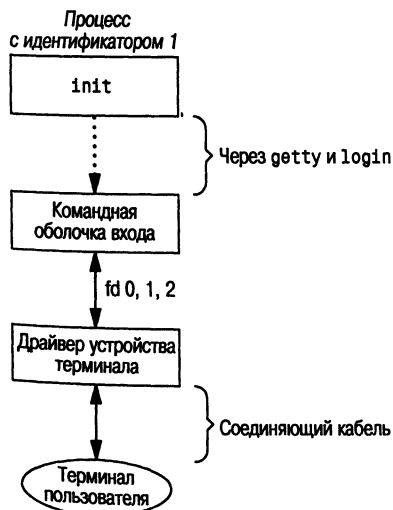 Процесс
с идентификатором 1
init
Через getty и login
Командная
оболочка входа
fd 0, 1, 2
Драйвер устройства
терминала
Соединяющий кабель
Терминал
пользователя